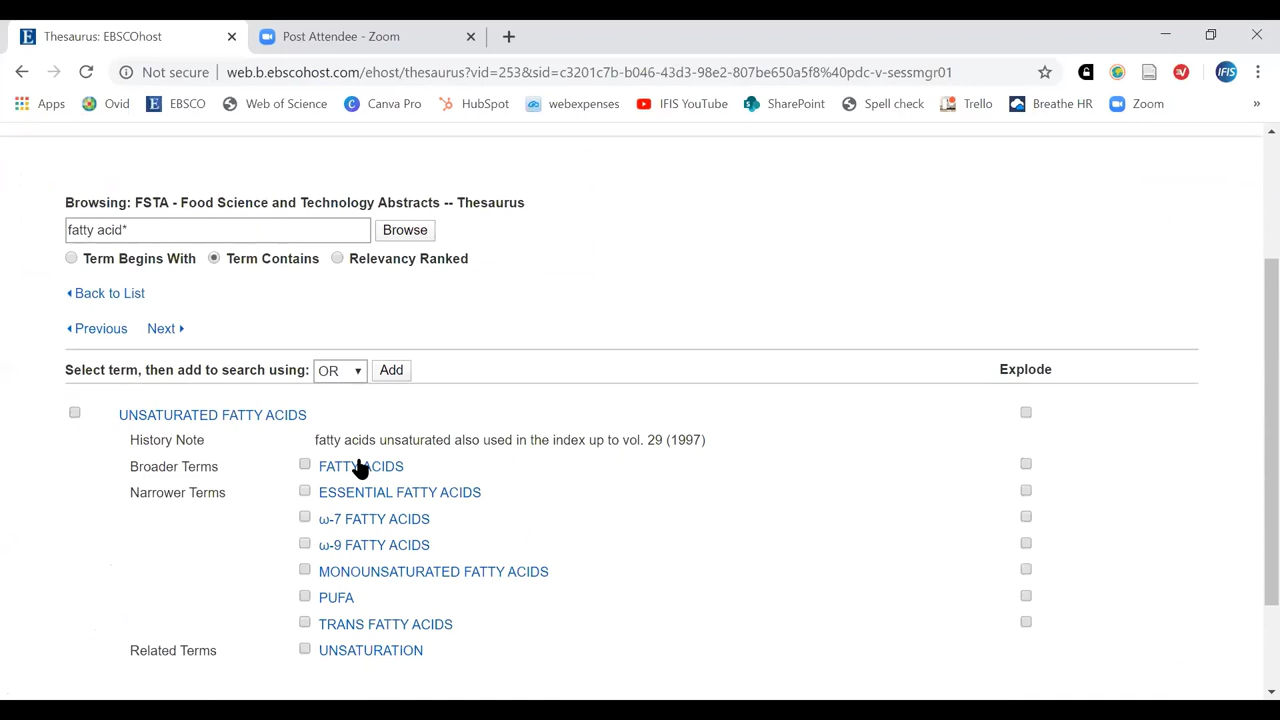 Thesaurus: EBSCOhost
Post Attendee - Zoom
Not secure
web.b.ebscohost.com/ehost/thesaurus?vid=253&sid=c3201c7b-b046-43d3-98e2-807be650a5f8%40pdc-v-sessmgr01
IFIS
Apps Ovid EBSCO Web of Science Canva Pro HubSpot webexpenses IFIS YouTube SharePoint Spell check Trello Breathe HR Zoom »
Browsing: FSTA - Food Science and Technology Abstracts -- Thesaurus
fatty acid* Browse
Term Begins With Term Contains Relevancy Ranked
Back to List
Previous Next
Select term, then add to search using: OR Add Explode
UNSATURATED FATTY ACIDS
History Note fatty acids unsaturated also used in the index up to vol. 29 (1997)
Broader Terms FATTY ACIDS
Narrower Terms ESSENTIAL FATTY ACIDS
ω-7 FATTY ACIDS
ω-9 FATTY ACIDS
MONOUNSATURATED FATTY ACIDS
PUFA
TRANS FATTY ACIDS
Related Terms UNSATURATION